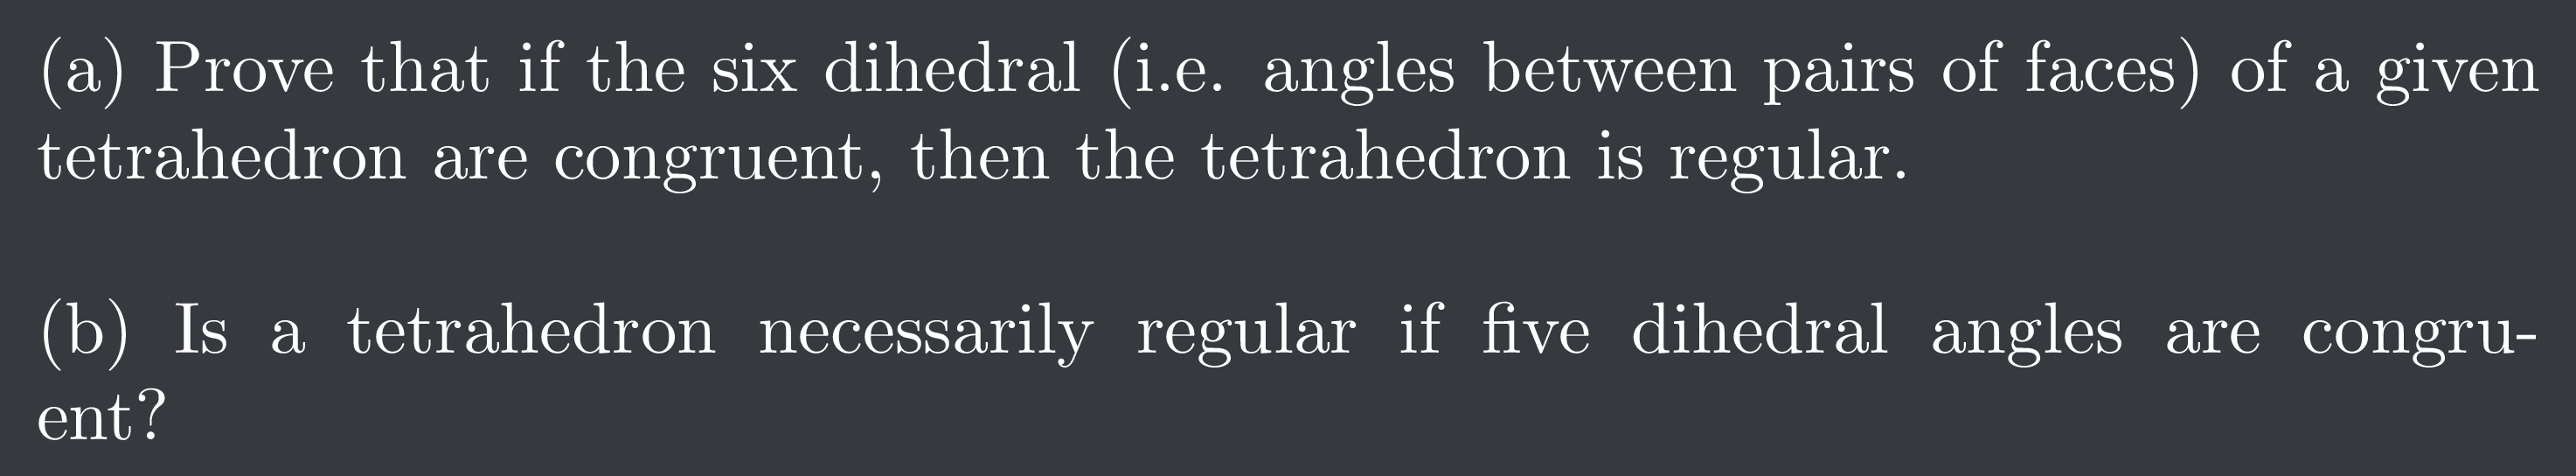 (a) Prove that if the six dihedral (i.e. angles between pairs of faces) of a given
tetrahedron are congruent, then the tetrahedron is regular.
(b) Is a tetrahedron necessarily regular if five dihedral angles are congru-
ent?